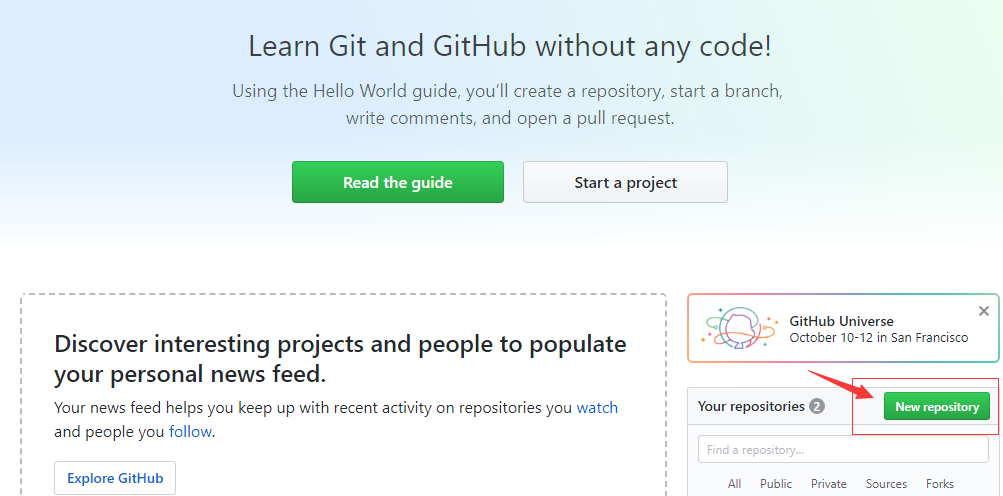 Learn Git and GitHub without any code!
Using the Hello World guide, you’ll create a repository, start a branch,
write comments, and open a pull request.
Read the guide
Start a project
Discover interesting projects and people to populate
your personal news feed.
Your news feed helps you keep up with recent activity on repositories you watch
and people you follow.
Explore GitHub
GitHub Universe
October 10-12 in San Francisco
Your repositories 2
New repository
Find a repository...
All Public Private Sources Forks